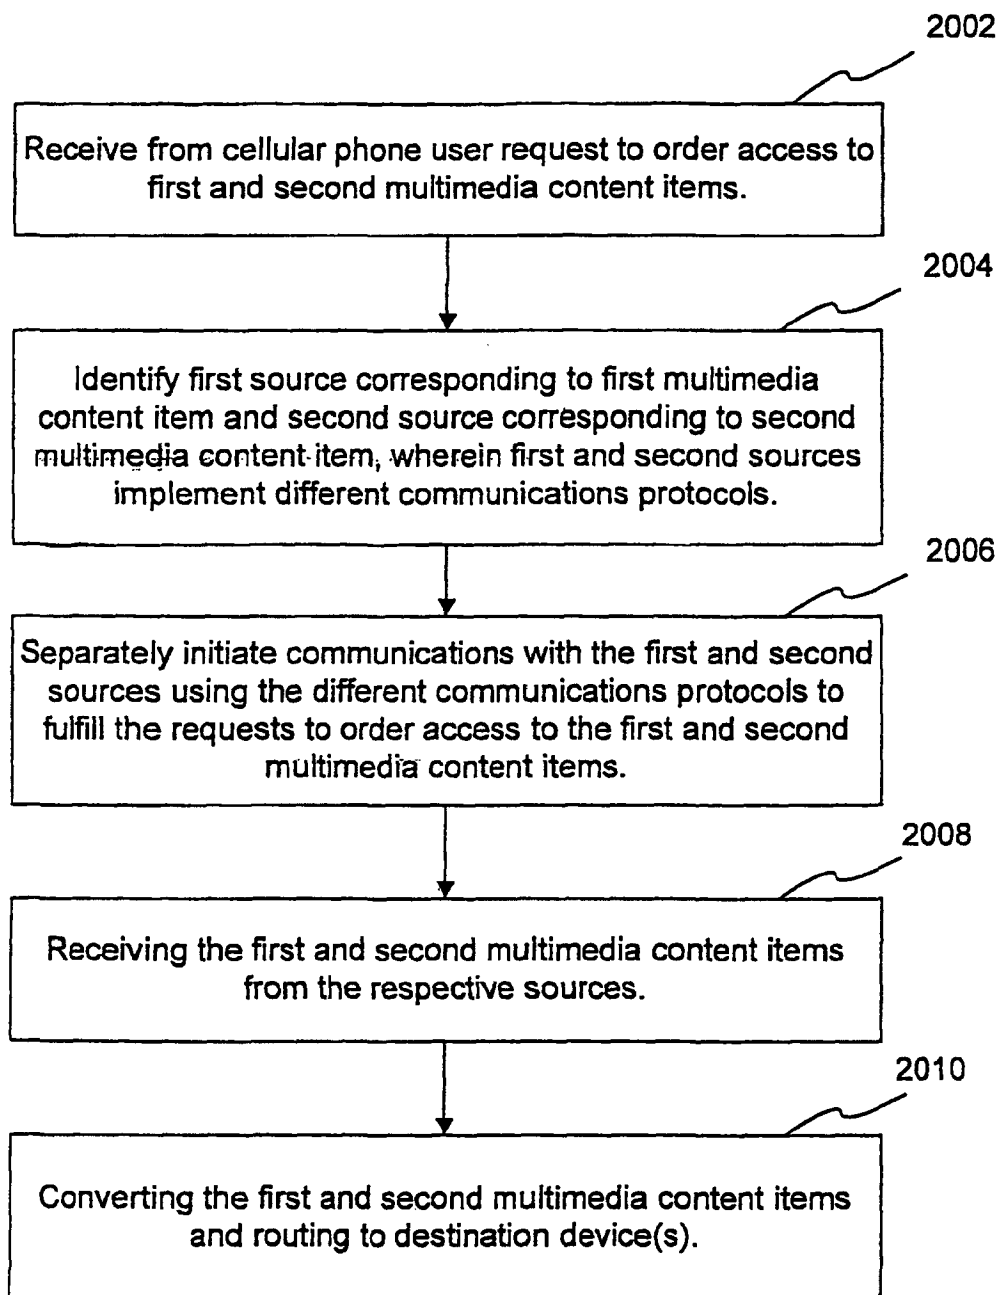 2002
Receive from cellular phone user request to order access to
first and second multimedia content items.
2004
Identify first source corresponding to first multimedia
content item and second source corresponding to second
multimedia content item, wherein first and second sources
implement different communications protocols.
2006
Separately initiate communications with the first and second
sources using the different communications protocols to
fulfill the requests to order access to the first and second
multimedia content items.
2008
Receiving the first and second multimedia content items
from the respective sources.
2010
Converting the first and second multimedia content items
and routing to destination device(s).